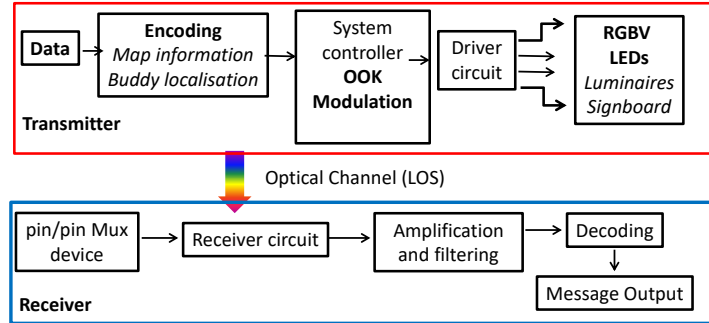 Data
Encoding
Map information
Buddy localisation
System
controller
OOK
Modulation
Driver
circuit
RGBV
LEDs
Luminaires
Signboard
Transmitter
Optical Channel (LOS)
pin/pin Mux
device
Receiver circuit
Amplification
and filtering
Decoding
Message Output
Receiver